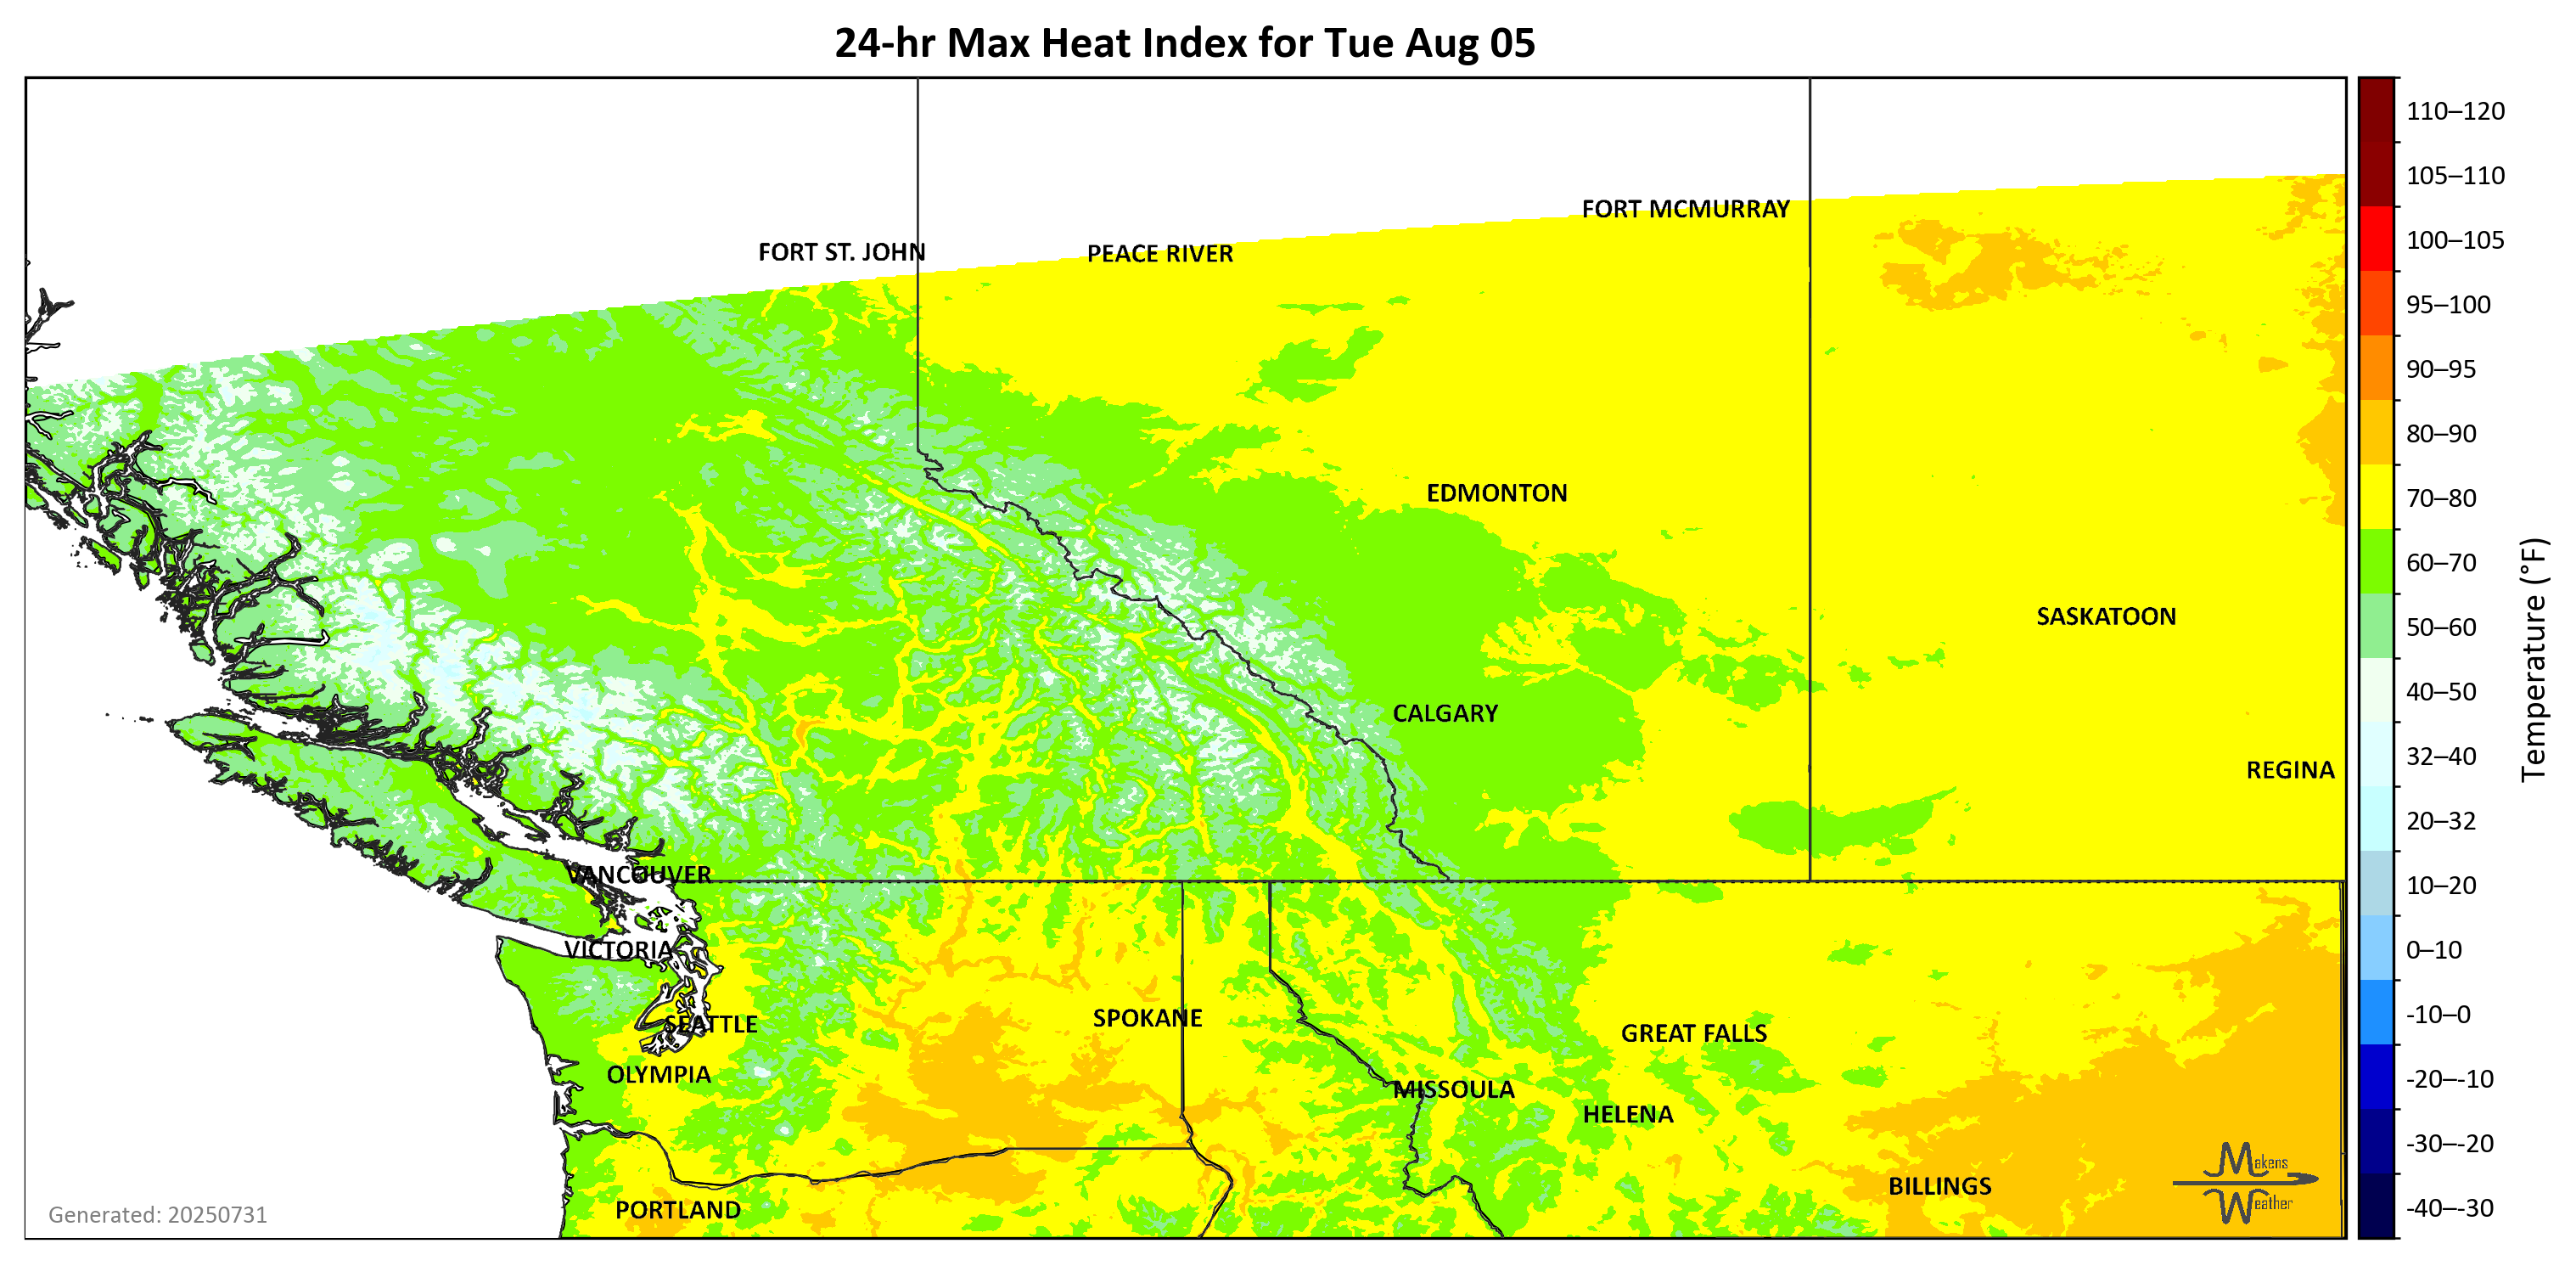 24-hr Max Heat Index for Tue Aug 05
110–120
105–110
100–105
95–100
90–95
80–90
70–80
60–70
50–60
40–50
32–40
20–32
10–20
0–10
-10–0
-20–-10
-30–-20
-40–-30
Temperature (°F)
FORT MCMURRAY
FORT ST. JOHN
PEACE RIVER
EDMONTON
SASKATOON
CALGARY
REGINA
VANCOUVER
VICTORIA
SEATTLE
SPOKANE
GREAT FALLS
OLYMPIA
MISSOULA
HELENA
BILLINGS
PORTLAND
Makens
Weather
Generated: 20250731